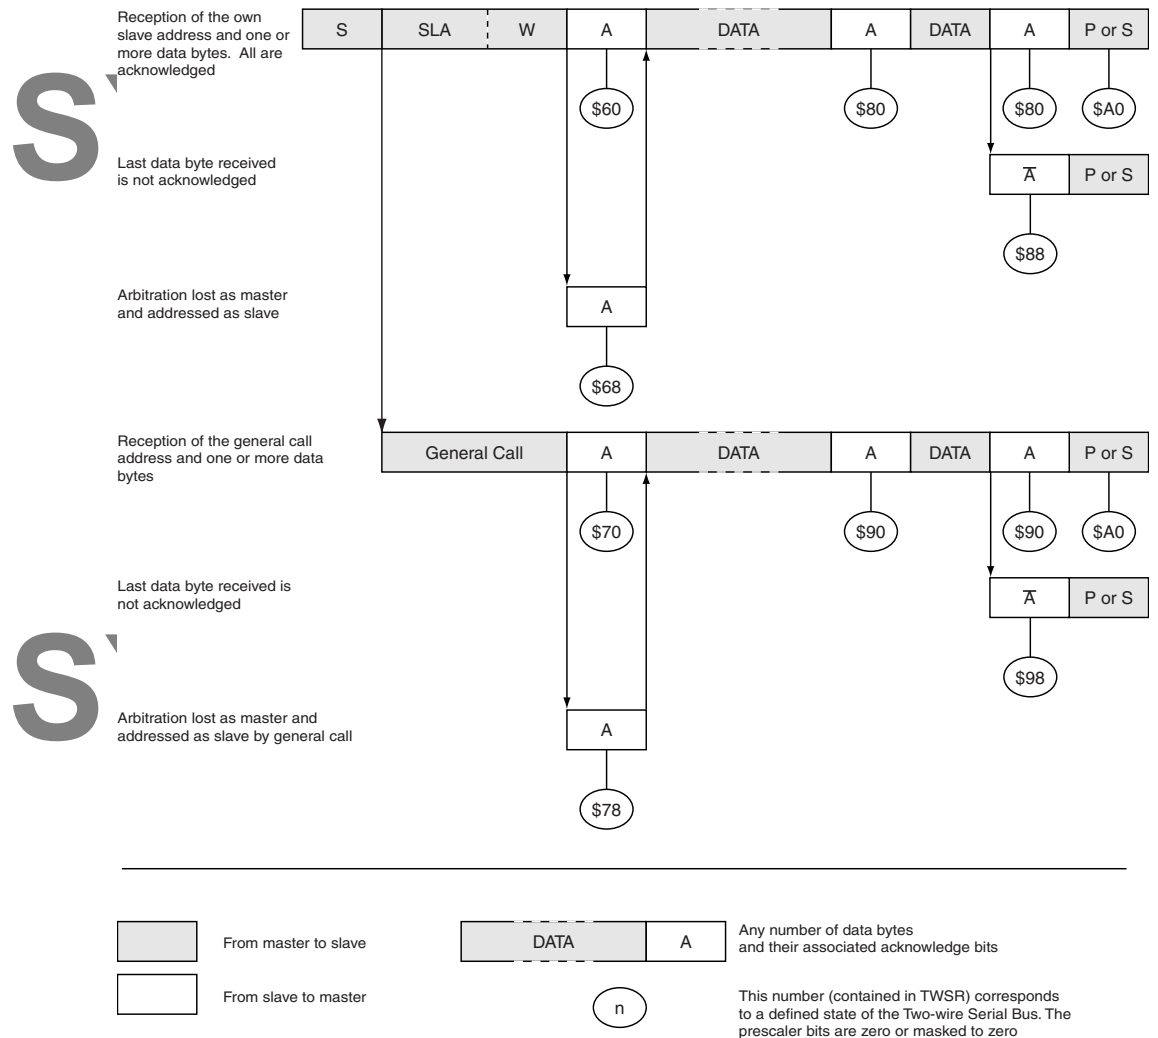 Reception of the own
slave address and one or
more data bytes. All are
acknowledged
S SLA W A DATA A DATA A P or S
$60 $80 $80 $A0
Last data byte received
is not acknowledged
A̅ P or S
$88
Arbitration lost as master
and addressed as slave
A
$68
Reception of the general call
address and one or more data
bytes
General Call A DATA A DATA A P or S
$70 $90 $90 $A0
Last data byte received is
not acknowledged
A̅ P or S
$98
Arbitration lost as master and
addressed as slave by general call
A
$78
From master to slave
DATA A
Any number of data bytes
and their associated acknowledge bits
From slave to master
n
This number (contained in TWSR) corresponds
to a defined state of the Two-wire Serial Bus. The
prescaler bits are zero or masked to zero
S
S